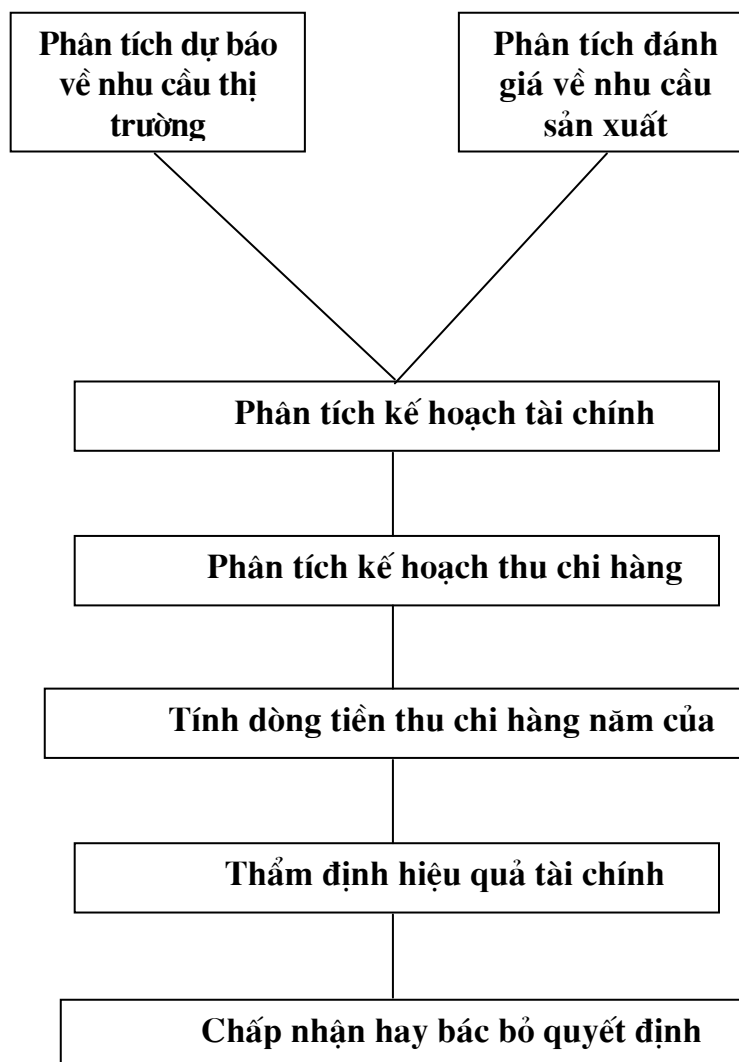 Phân tích dự báo
về nhu cầu thị
trường
Phân tích đánh
giá về nhu cầu
sản xuất
Phân tích kế hoạch tài chính
Phân tích kế hoạch thu chi hàng
Tính dòng tiền thu chi hàng năm của
Thẩm định hiệu quả tài chính
Chấp nhận hay bác bỏ quyết định